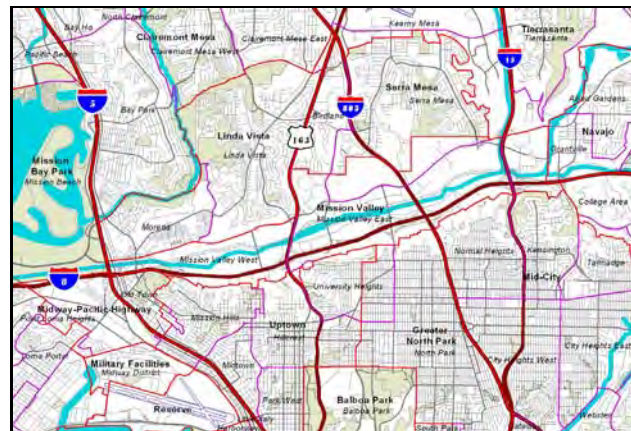 North Clairemont
Bay Ho
Clairemont Mesa
Clairemont Mesa West
Clairemont Mesa East
Kearny Mesa
Tierrasanta
Tierrasanta
Pacific Beach
15
5
805
Serra Mesa
Serra Mesa
Bay Park
Birdland
163
Linda Vista
Linda Vista
Navajo
Grantville
Mission
Bay Park
Mission Beach
College Area
Mission Valley
Mission Valley East
Morena
Normal Heights
Kensington
Mission Valley West
Talmadge
8
Mid-City
Old Town
University Heights
Midway-Pacific-Highway
Mission Hills
Uptown
Hillcrest
Greater
North Park
North Park
City Heights West
City Heights East
Loma Portal
Military Facilities
Midway District
Midtown
Reserve
Park West
Balboa Park
Balboa Park
South Park
Webster